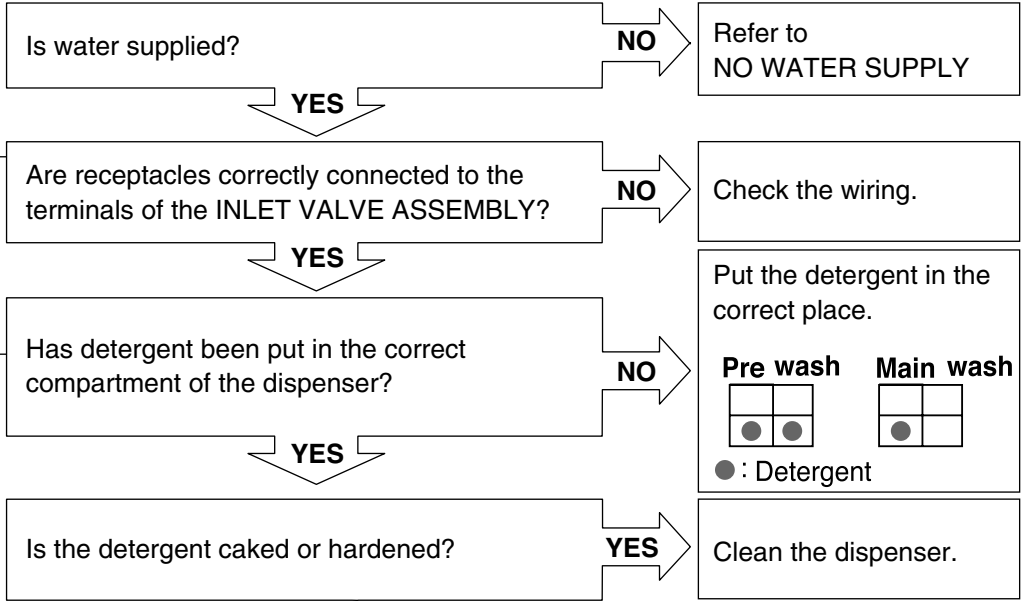 Is water supplied?
NO
Refer to
NO WATER SUPPLY
YES
Are receptacles correctly connected to the
terminals of the INLET VALVE ASSEMBLY?
NO
Check the wiring.
YES
Has detergent been put in the correct
compartment of the dispenser?
NO
Put the detergent in the
correct place.
Pre wash Main wash
: Detergent
YES
Is the detergent caked or hardened?
YES
Clean the dispenser.